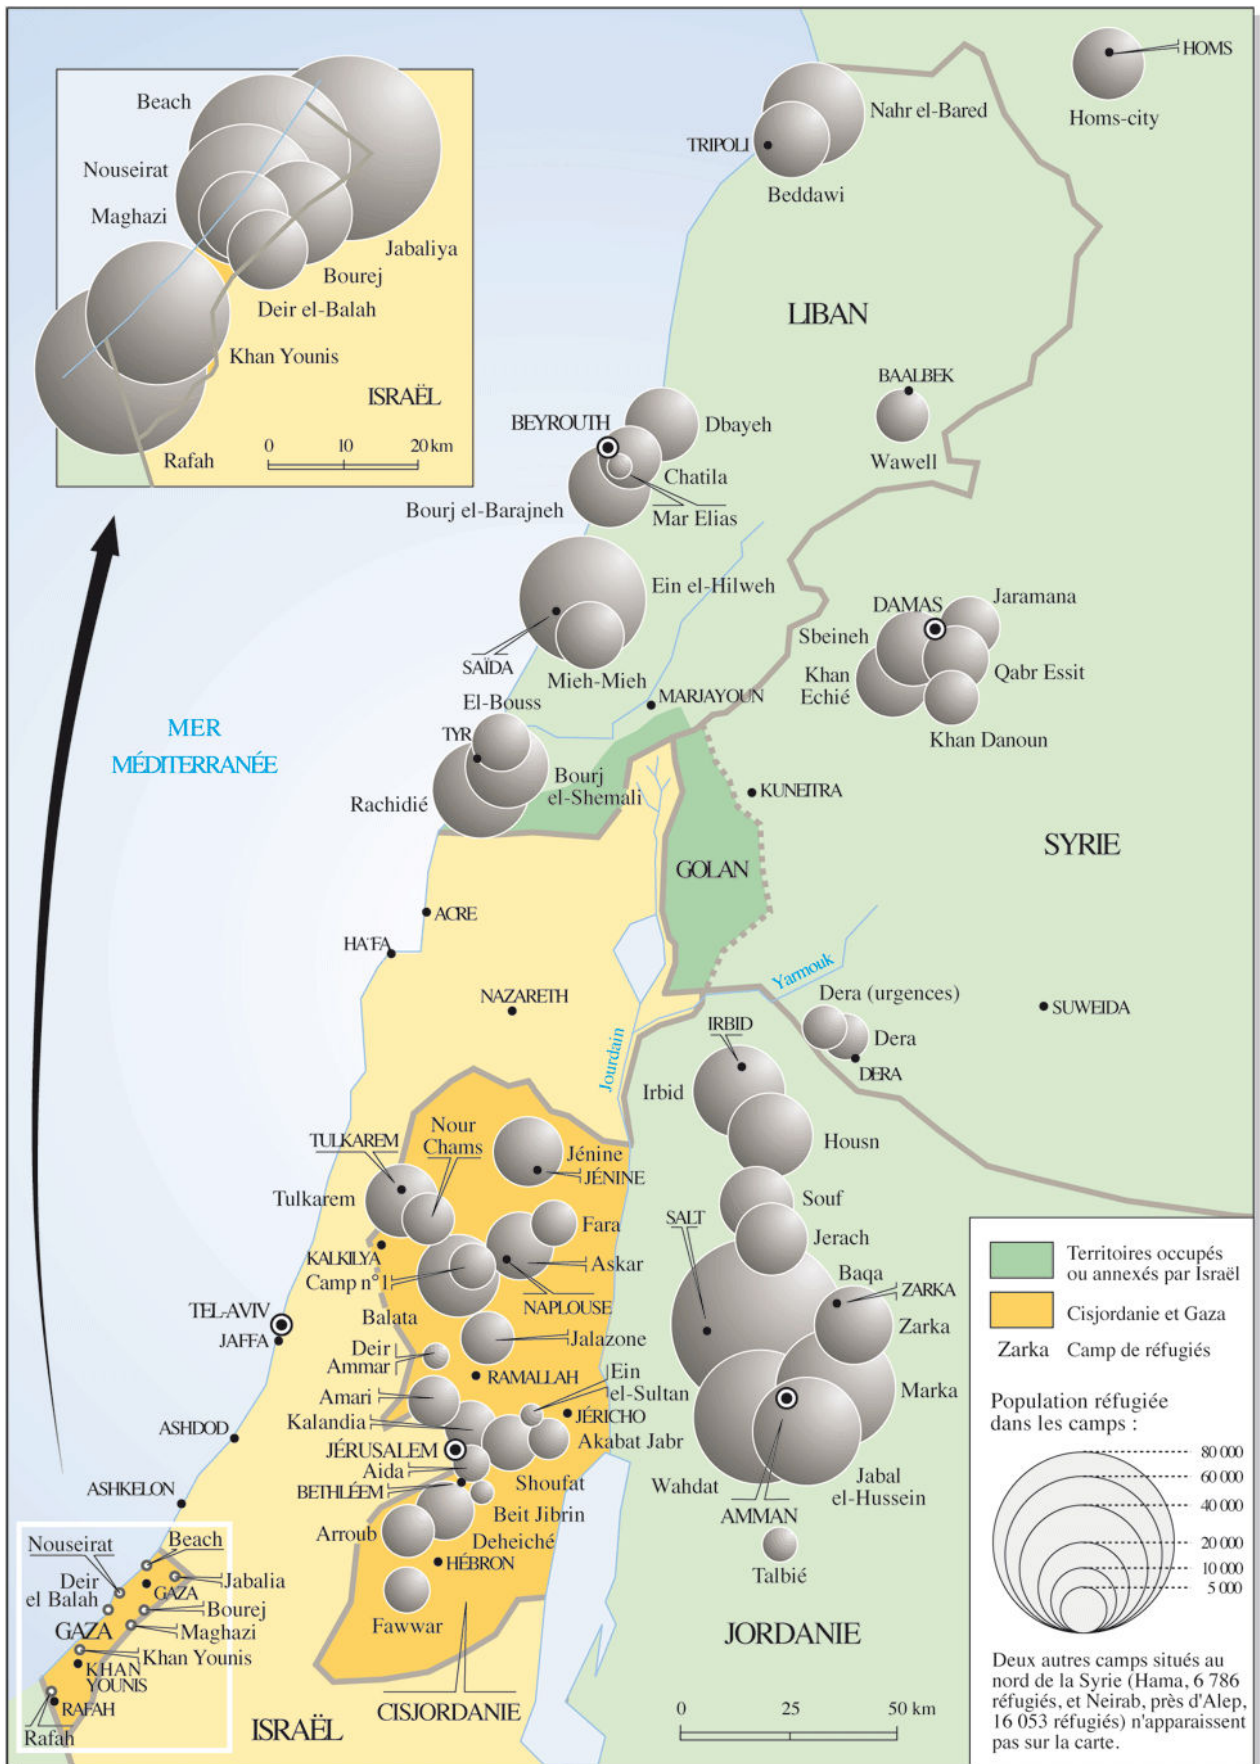 Beach
Nouseirat
Maghazi
Jabaliya
Bourej
Deir el-Balah
Khan Younis
ISRAËL
Rafah
0 10 20 km
HOMS
Homs-city
Nahr el-Bared
TRIPOLI
Beddawi
LIBAN
BAALBEK
Wawell
BEYROUTH
Dbayeh
Chatila
Bourj el-Barajneh
Mar Elias
Ein el-Hilweh
SAÏDA
Mieh-Mieh
DAMAS
Jaramana
Sbeineh
Khan
Echié
Qabr Essit
Khan Danoun
El-Bouss
MARJAYOUN
TYR
Bourj
el-Shemali
Rachidié
MER
MÉDITERRANÉE
KUNEITRA
GOLAN
SYRIE
ACRE
HAʹFA
NAZARETH
Yarmouk
Jourdain
Dera (urgences)
Dera
DERA
SUWEIDA
IRBID
Irbid
Housn
Souf
SALT
Jerach
Baqa
ZARKA
Zarka
Marka
Wahdat
Jabal
el-Hussein
AMMAN
Talbié
JORDANIE
Nour
Chams
TULKAREM
Tulkarem
Jénine
JÉNINE
Fara
KALKILYA
Camp n°1
Askar
NAPLOUSE
Balata
TEL-AVIV
JAFFA
Deir
Ammar
Jalazone
RAMALLAH
Ein
el-Sultan
Amari
Kalandia
JÉRICHO
JÉRUSALEM
Akabat Jabr
Aida
Shoufat
BETHLÉEM
Beit Jibrin
Arroub
Deheiché
HÉBRON
Fawwar
CISJORDANIE
ASHDOD
ASHKELON
Nouseirat
Beach
Deir
el Balah
GAZA
Jabalia
Bourej
GAZA
Maghazi
Khan Younis
KHAN
YOUNIS
RAFAH
Rafah
ISRAËL
0 25 50 km
Territoires occupés
ou annexés par Israël
Cisjordanie et Gaza
Zarka Camp de réfugiés
Population réfugiée
dans les camps :
80 000
60 000
40 000
20 000
10 000
5 000
Deux autres camps situés au
nord de la Syrie (Hama, 6 786
réfugiés, et Neirab, près d'Alep,
16 053 réfugiés) n'apparaissent
pas sur la carte.